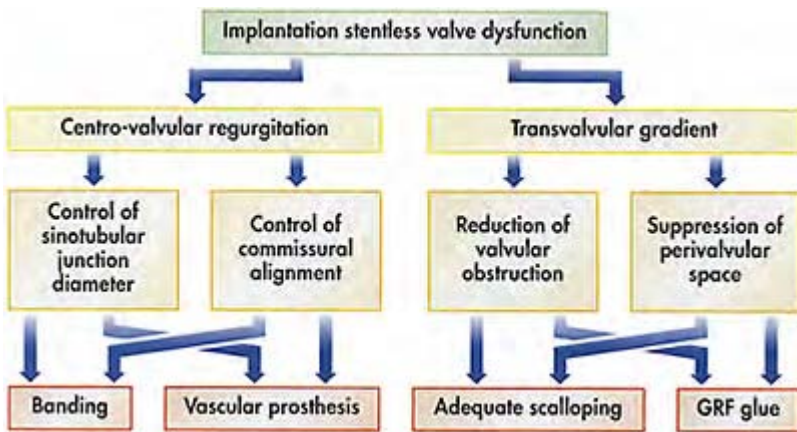 Implantation stentless valve dysfunction
Centro-valvular regurgitation
Transvalvular gradient
Control of
sinotubular
junction
diameter
Control of
commissural
alignment
Reduction of
valvular
obstruction
Suppression of
perivalvular
space
Banding
Vascular prosthesis
Adequate scalloping
GRF glue